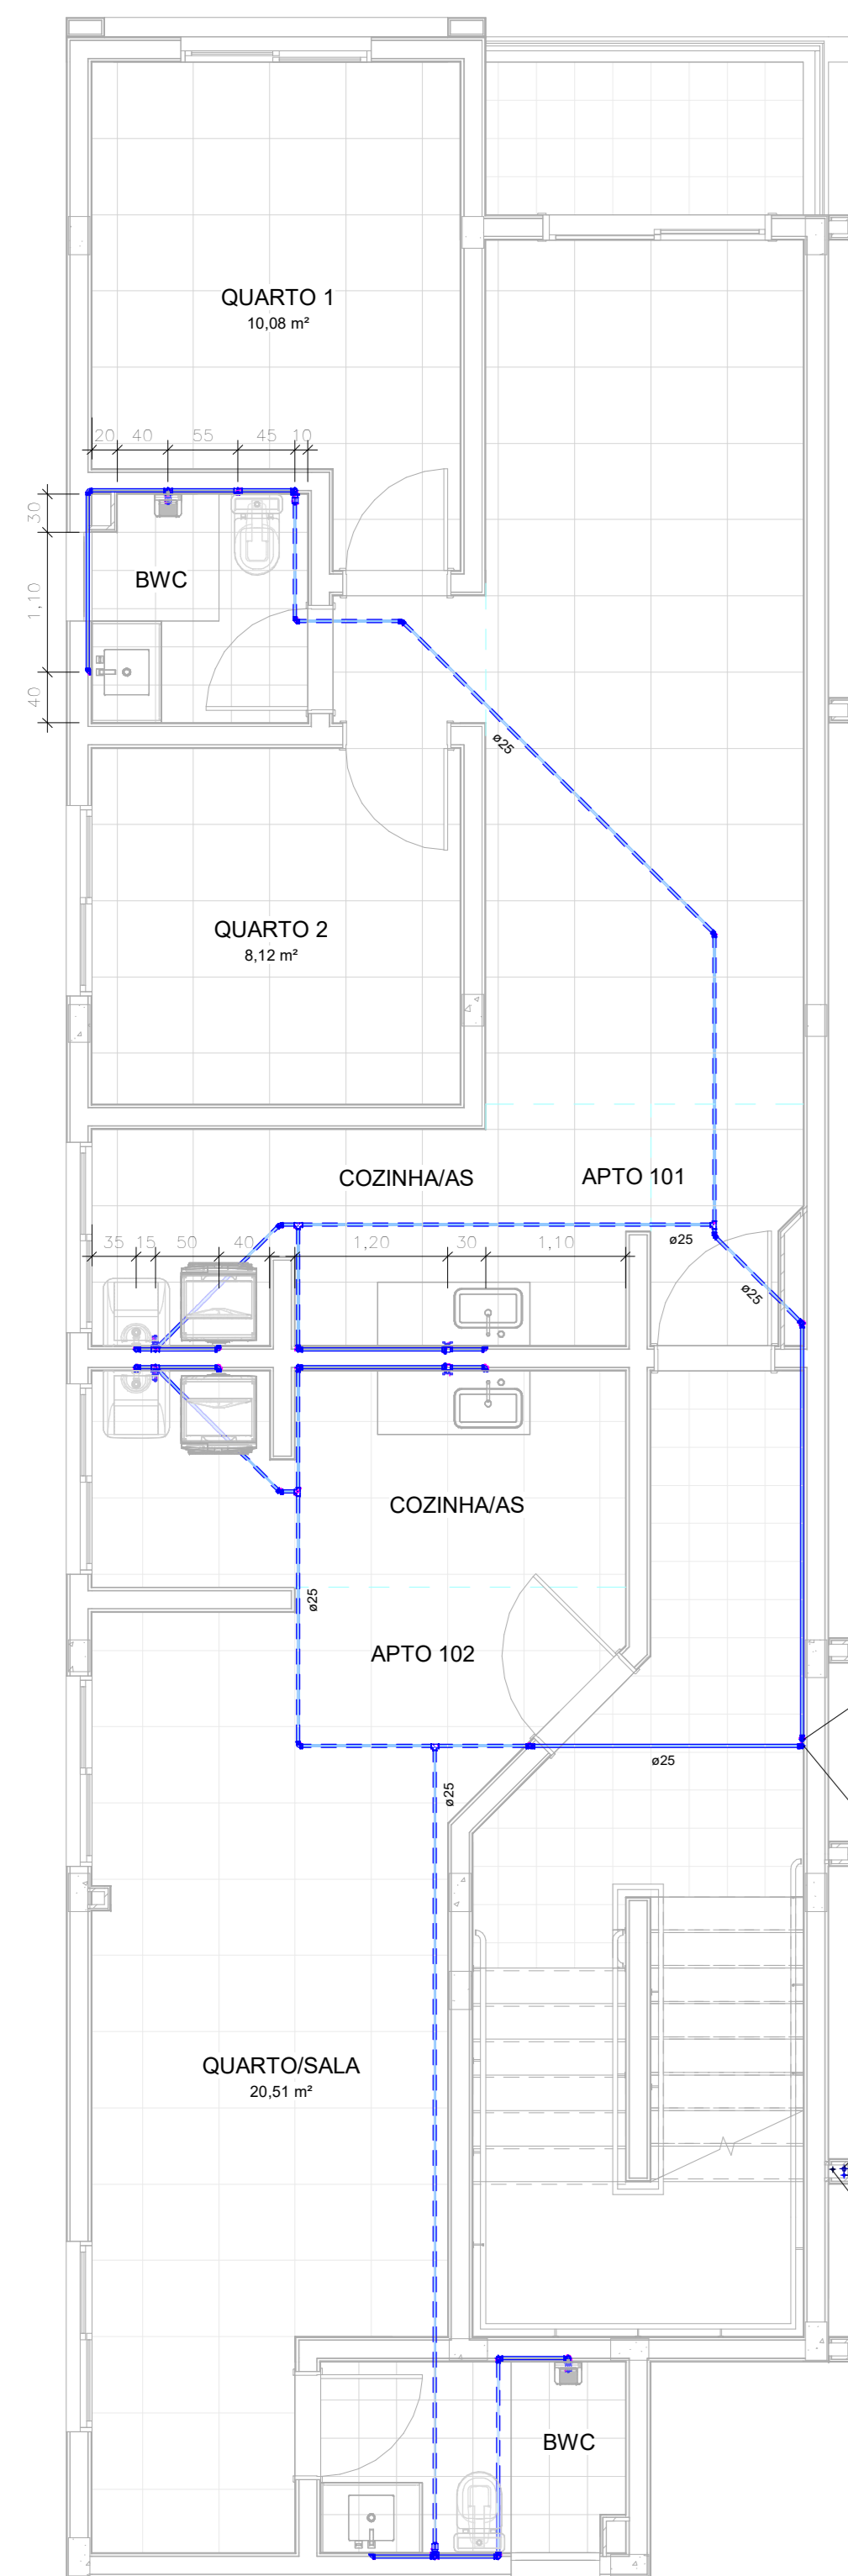 QUARTO 1
10,08 m²
20 40 55 45 10
30
1,10
40
BWC
ø25
QUARTO 2
8,12 m²
COZINHA/AS
APTO 101
35 15 50 40 1,20 30 1,10
ø25
ø25
COZINHA/AS
ø25
APTO 102
ø25
ø25
QUARTO/SALA
20,51 m²
BWC